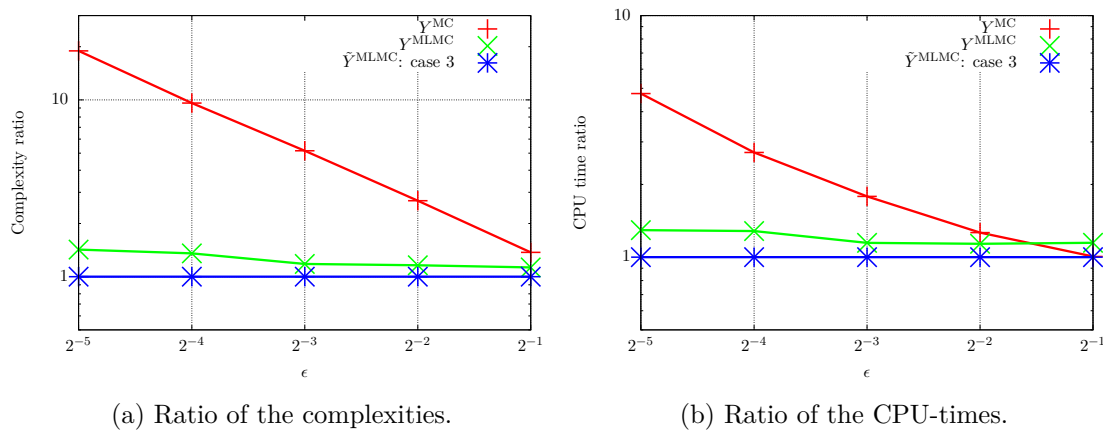 Complexity ratio
10
1
Y^MC
Y^MLMC
Ỹ^MLMC: case 3
2^-5 2^-4 2^-3 2^-2 2^-1
ϵ
(a) Ratio of the complexities.
CPU time ratio
10
1
Y^MC
Y^MLMC
Ỹ^MLMC: case 3
2^-5 2^-4 2^-3 2^-2 2^-1
ϵ
(b) Ratio of the CPU-times.